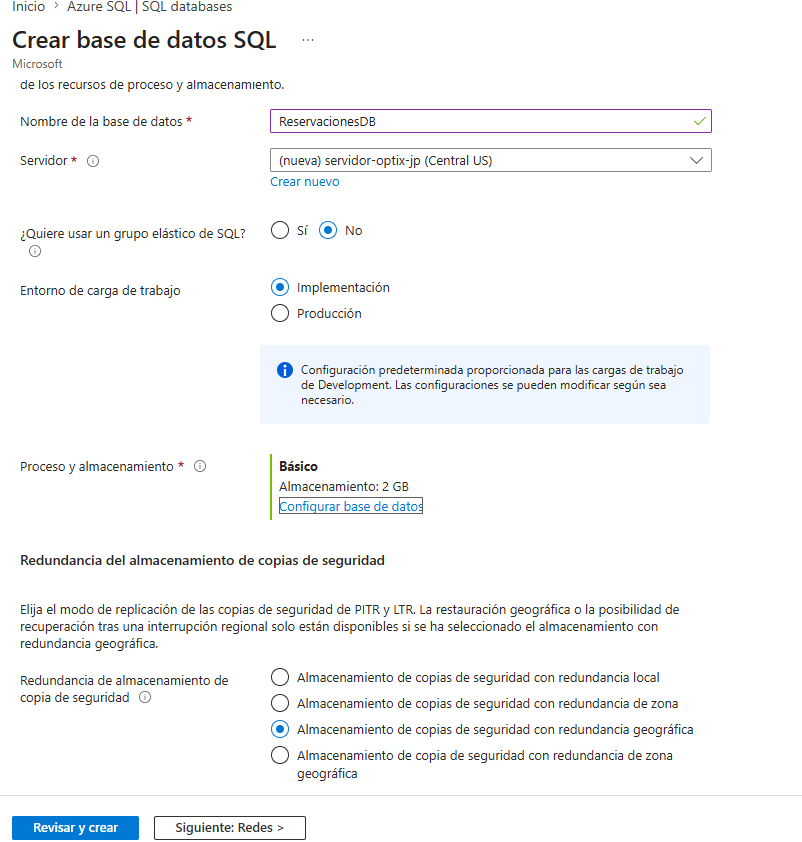 Inicio > Azure SQL | SQL databases
Crear base de datos SQL ...
Microsoft
de los recursos de proceso y almacenamiento.
Nombre de la base de datos *
ReservacionesDB
Servidor *
(nueva) servidor-optix-jp (Central US)
Crear nuevo
¿Quiere usar un grupo elástico de SQL?
Sí
No
Entorno de carga de trabajo
Implementación
Producción
Configuración predeterminada proporcionada para las cargas de trabajo
de Development. Las configuraciones se pueden modificar según sea
necesario.
Proceso y almacenamiento *
Básico
Almacenamiento: 2 GB
Configurar base de datos
Redundancia del almacenamiento de copias de seguridad
Elija el modo de replicación de las copias de seguridad de PITR y LTR. La restauración geográfica o la posibilidad de
recuperación tras una interrupción regional solo están disponibles si se ha seleccionado el almacenamiento con
redundancia geográfica.
Redundancia de almacenamiento de
copia de seguridad
Almacenamiento de copias de seguridad con redundancia local
Almacenamiento de copias de seguridad con redundancia de zona
Almacenamiento de copias de seguridad con redundancia geográfica
Almacenamiento de copia de seguridad con redundancia de zona
geográfica
Revisar y crear
Siguiente: Redes >